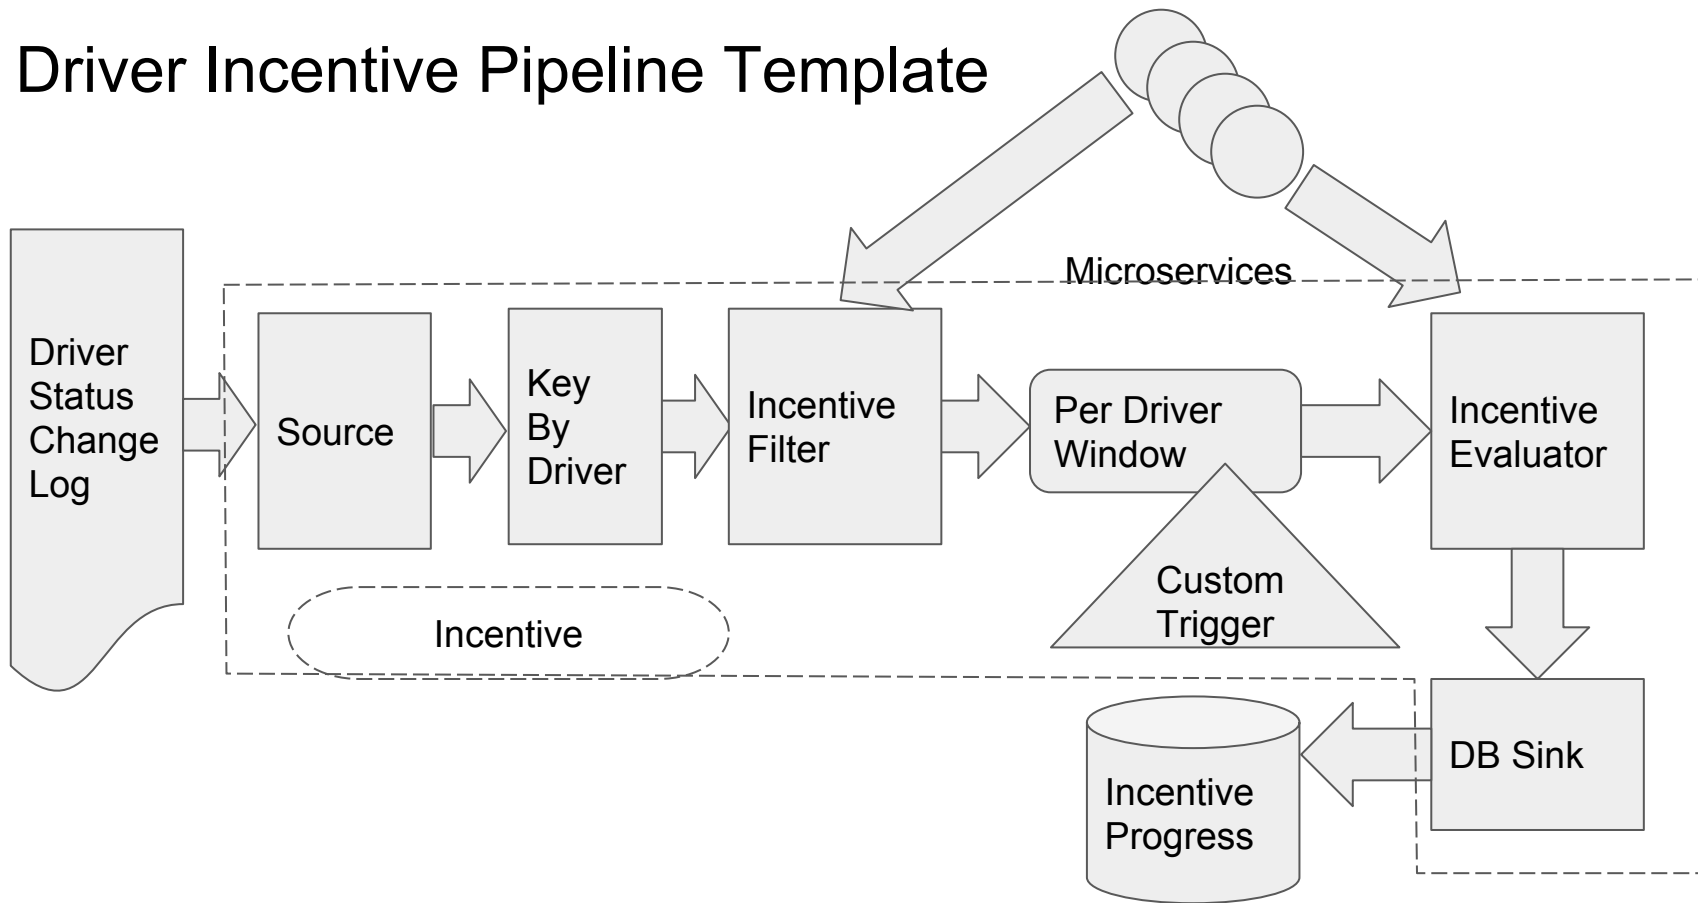 Driver Incentive Pipeline Template
Microservices
Driver
Status
Change
Log
Source
Key
By
Driver
Incentive
Filter
Per Driver
Window
Incentive
Evaluator
Custom
Trigger
Incentive
DB Sink
Incentive
Progress